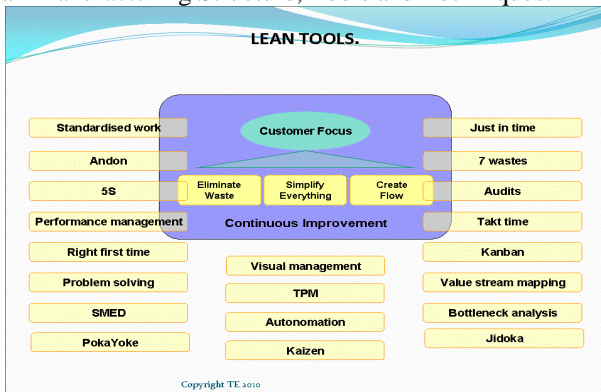 LEAN TOOLS.
Customer Focus
Eliminate
Waste
Simplify
Everything
Create
Flow
Continuous Improvement
Standardised work
Andon
5S
Performance management
Right first time
Problem solving
SMED
PokaYoke
Visual management
TPM
Autonomation
Kaizen
Just in time
7 wastes
Audits
Takt time
Kanban
Value stream mapping
Bottleneck analysis
Jidoka
Copyright TE 2010